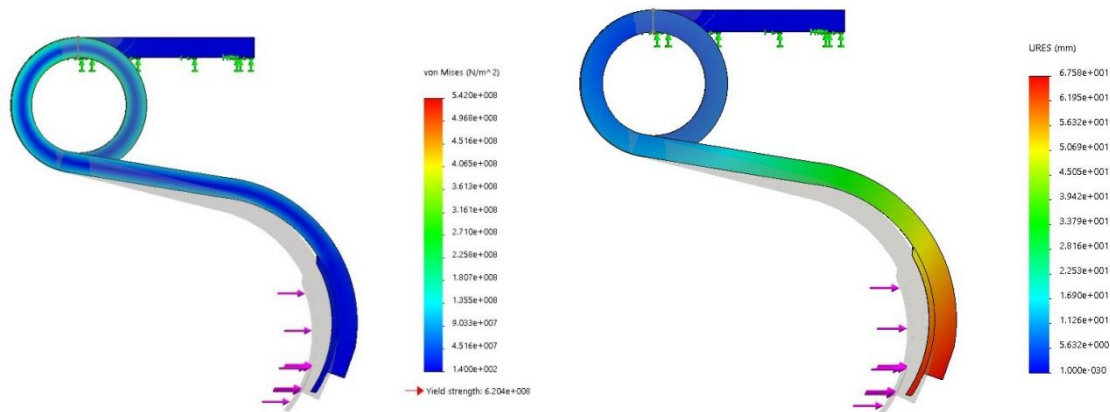 von Mises (N/m^2)
5.420e+008
4.968e+008
4.516e+008
4.065e+008
3.613e+008
3.161e+008
2.710e+008
2.258e+008
1.807e+008
1.355e+008
9.033e+007
4.516e+007
1.400e+002
Yield strength: 6.204e+008
URES (mm)
6.758e+001
6.195e+001
5.632e+001
5.069e+001
4.505e+001
3.942e+001
3.379e+001
2.816e+001
2.253e+001
1.690e+001
1.126e+001
5.632e+000
1.000e-030